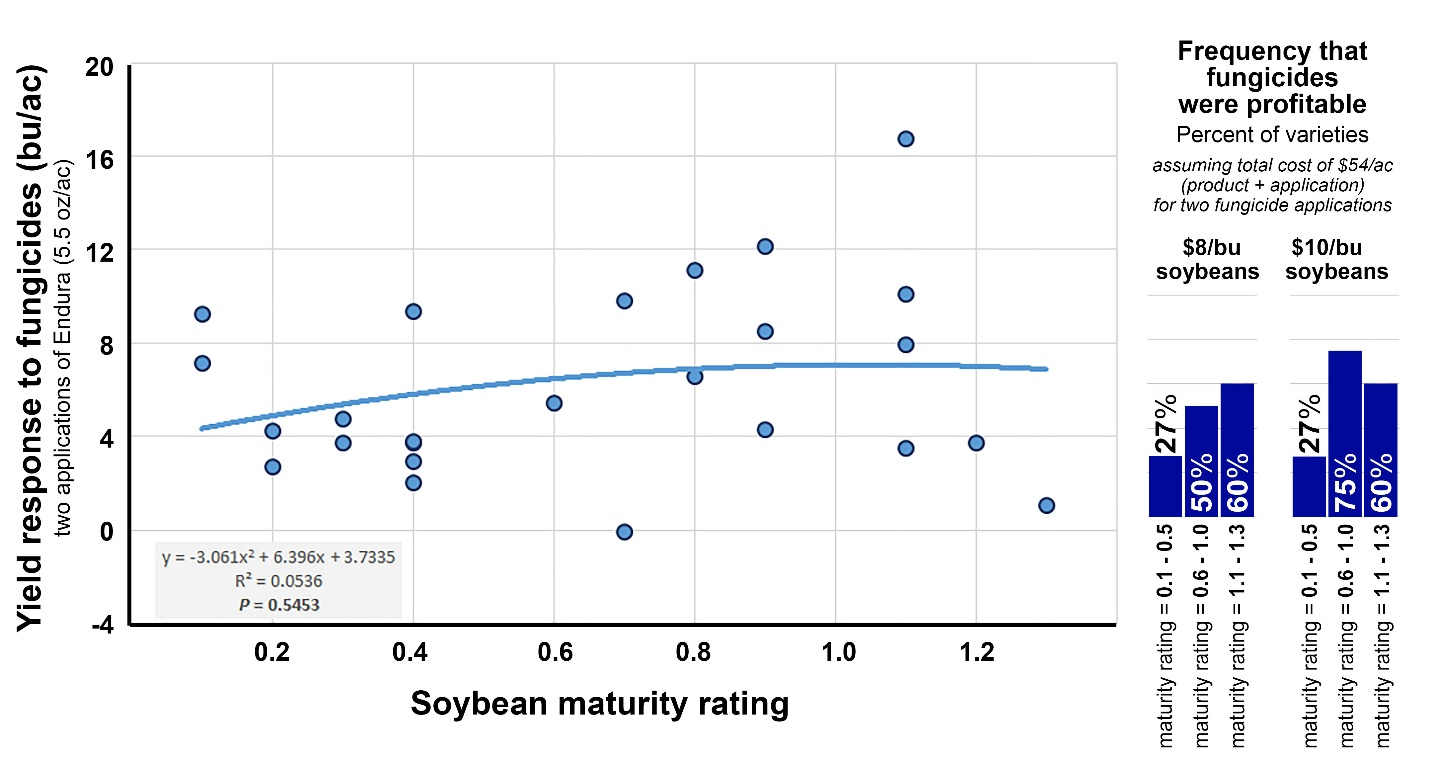 Yield response to fungicides (bu/ac)
two applications of Endura (5.5 oz/ac)
20
16
12
8
4
0
-4
y = -3.061x² + 6.396x + 3.7335
R² = 0.0536
P = 0.5453
0.2
0.4
0.6
0.8
1.0
1.2
Soybean maturity rating
Frequency that
fungicides
were profitable
Percent of varieties
assuming total cost of $54/ac
(product + application)
for two fungicide applications
$8/bu
soybeans
27%
50%
60%
maturity rating = 0.1 - 0.5
maturity rating = 0.6 - 1.0
maturity rating = 1.1 - 1.3
$10/bu
soybeans
27%
75%
60%
maturity rating = 0.1 - 0.5
maturity rating = 0.6 - 1.0
maturity rating = 1.1 - 1.3